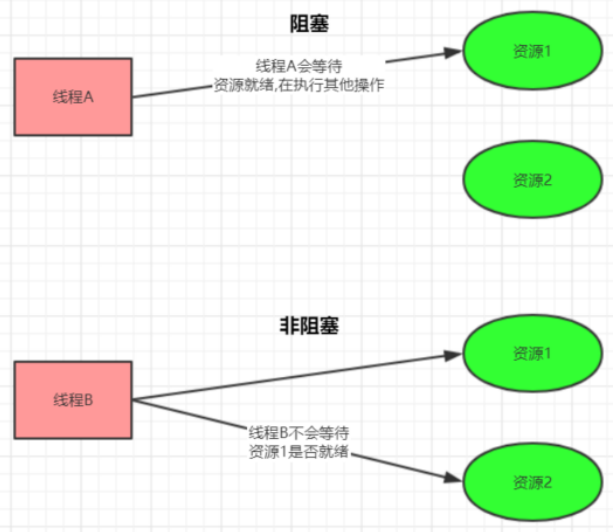 阻塞
资源1
线程A会等待
资源就绪,在执行其他操作
线程A
资源2
非阻塞
资源1
线程B
线程B不会等待
资源1是否就绪
资源2